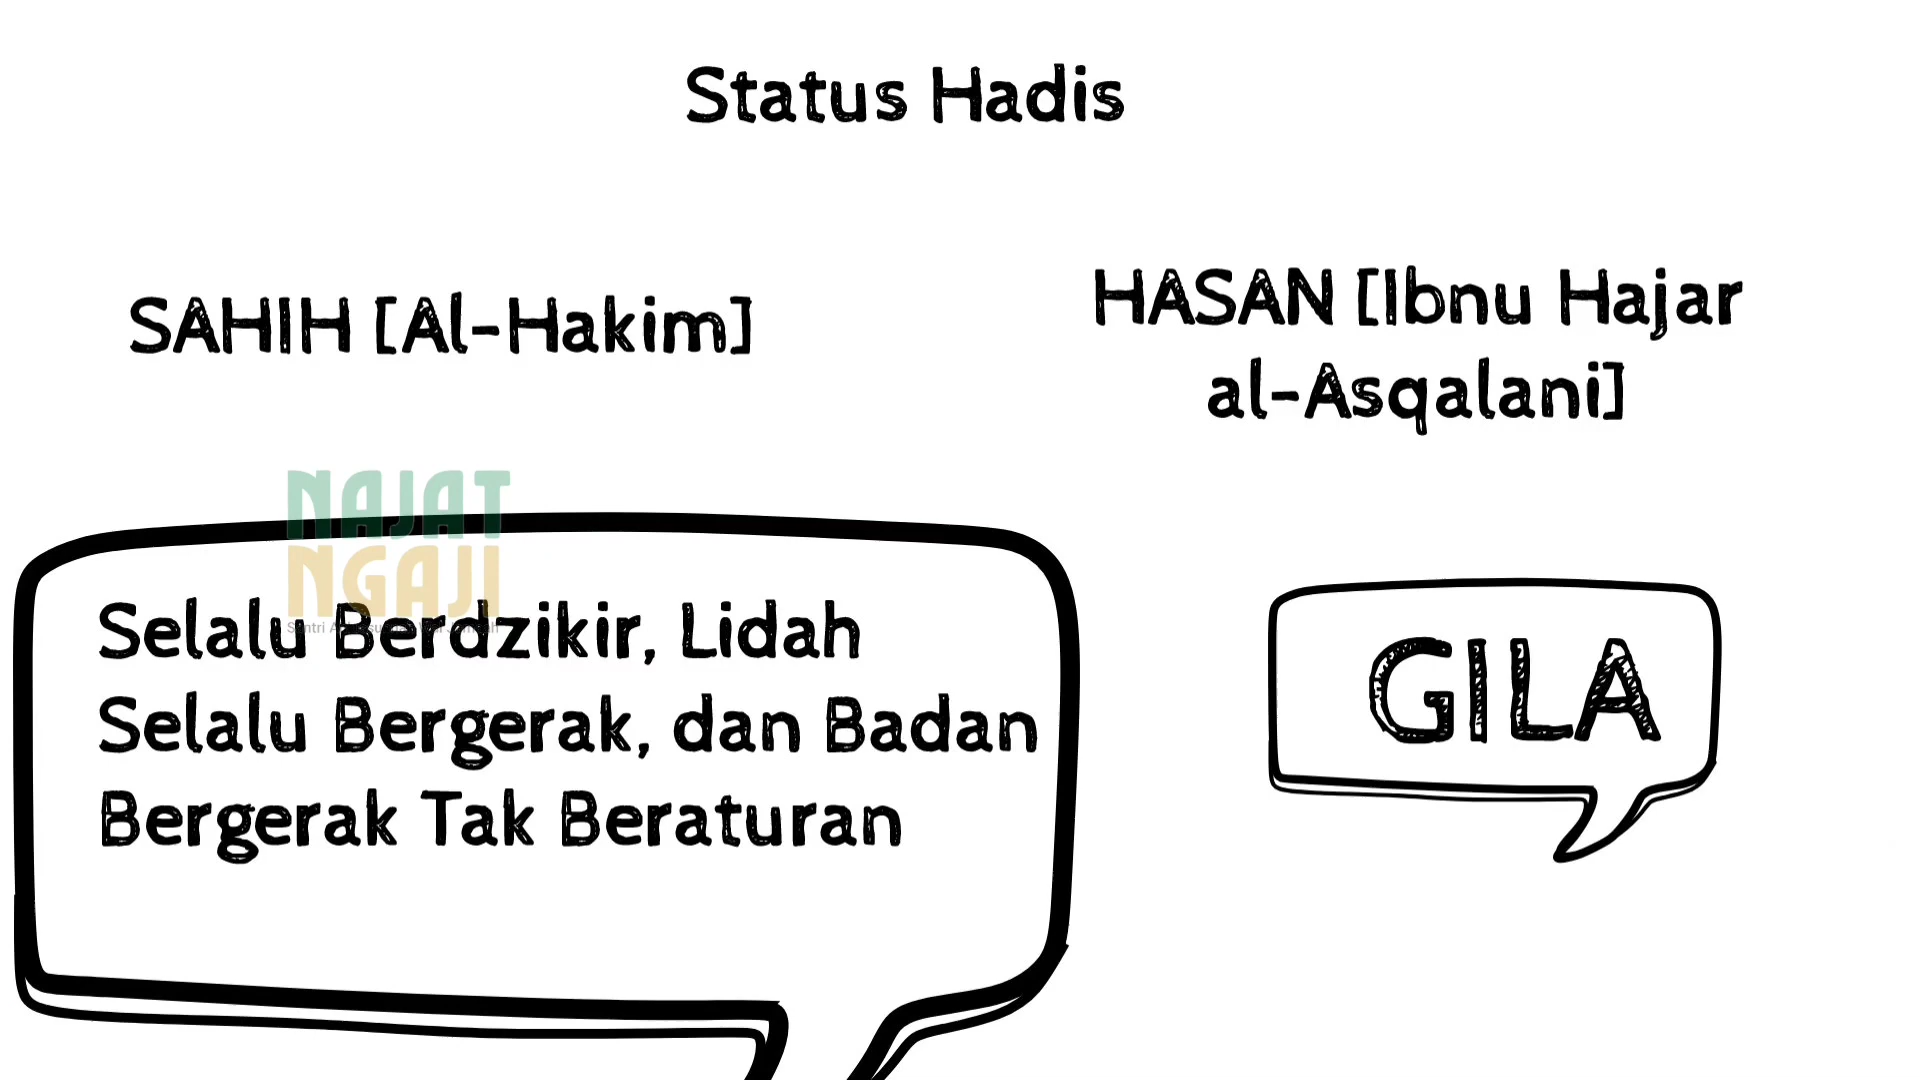 Status Hadis
SAHIH [Al-Hakim]
HASAN [Ibnu Hajar
al-Asqalani]
NAJAT
NGAJI
Selalu Berdzikir, Lidah
Selalu Bergerak, dan Badan
Bergerak Tak Beraturan
GILA